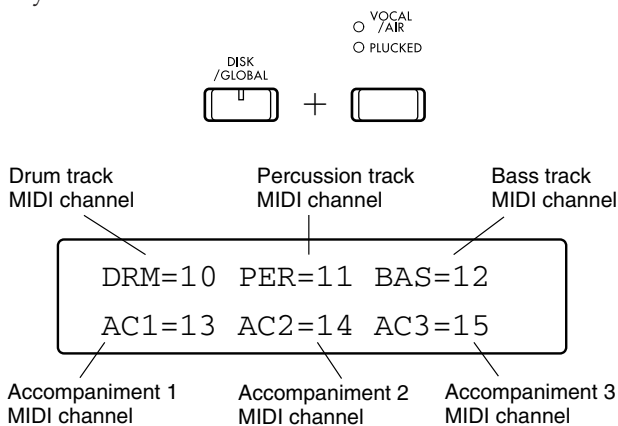 VOCAL
/AIR
PLUCKED
DISK
/GLOBAL
+
Drum track
MIDI channel
Percussion track
MIDI channel
Bass track
MIDI channel
DRM=10 PER=11 BAS=12
AC1=13 AC2=14 AC3=15
Accompaniment 1
MIDI channel
Accompaniment 2
MIDI channel
Accompaniment 3
MIDI channel